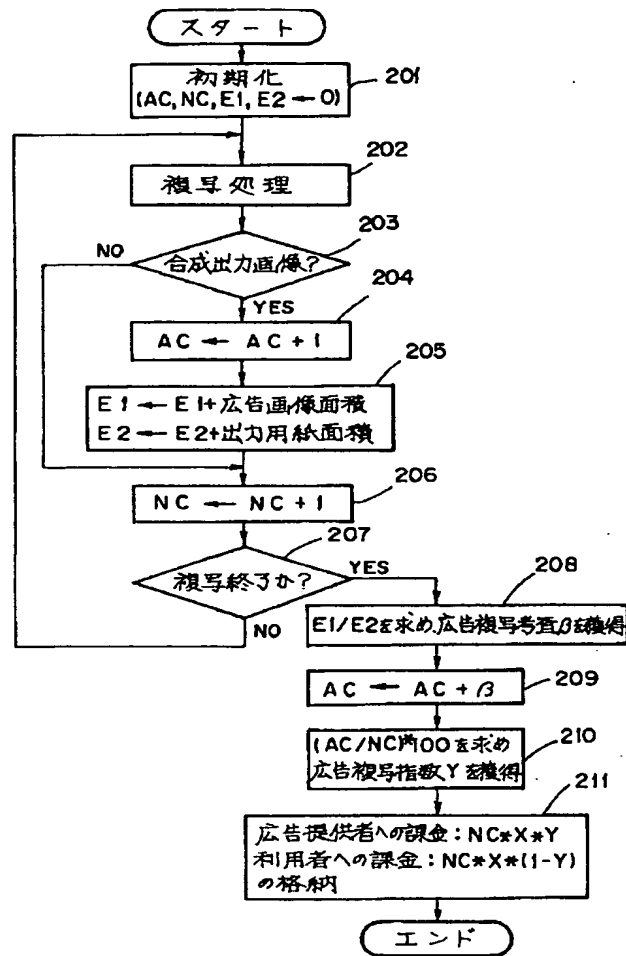 スタート
初期化
(AC, NC, E1, E2 ← 0)
201
複写処理
202
203
合成出力画像?
NO
YES
204
AC ← AC + 1
205
E1 ← E1+広告画像面積
E2 ← E2+出力用紙面積
206
NC ← NC + 1
207
複写終了か?
YES
NO
208
E1/E2を求め、広告複写考査βを獲得
209
AC ← AC + β
210
(AC/NC)*100を求め
広告複写指数Yを獲得
211
広告提供者への課金:NC*X*Y
利用者への課金:NC*X*(1-Y)
の格納
エンド